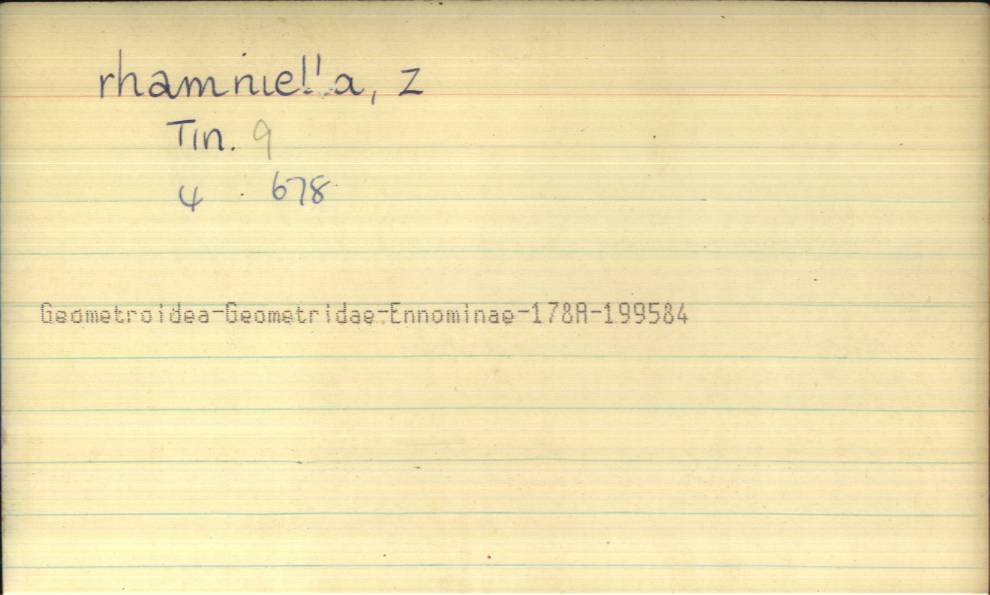 rhamniella, Z
Tin. 9
4 . 678
Geometroidea-Geometridae-Ennominae-178A-199584